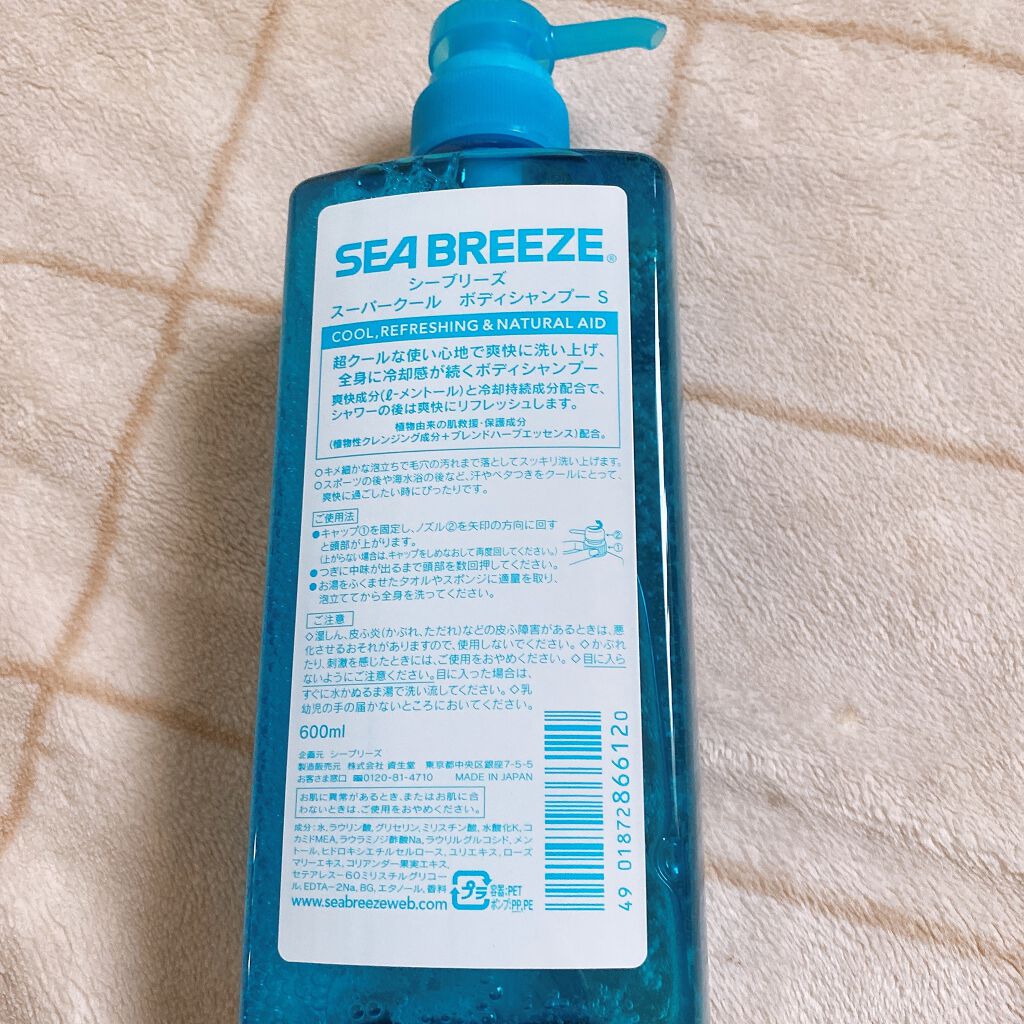 SEA BREEZE®
シーブリーズ
スーパークール ボディシャンプー S
COOL, REFRESHING & NATURAL AID
超クールな使い心地で爽快に洗い上げ、
全身に冷却感が続くボディシャンプー
爽快成分(ℓ-メントール)と冷却持続成分配合で、
シャワーの後は爽快にリフレッシュします。
植物由来の肌救援・保護成分
(植物性クレンジング成分+ブレンドハーブエッセンス)配合。
○キメ細かな泡立ちで毛穴の汚れまで落としてスッキリ洗い上げます。
○スポーツの後や海水浴の後など、汗やベタつきをクールにとって、
爽快に過ごしたい時にぴったりです。
ご使用法
●キャップ①を固定し、ノズル②を矢印の方向に回す
と頭部が上がります。
(上がらない場合は、キャップをしめなおして再度回してください。)
●つぎに中味が出るまで頭部を数回押してください。
●お湯をふくませたタオルやスポンジに適量を取り、
泡立ててから全身を洗ってください。
←②
←①
ご注意
◇湿しん、皮ふ炎(かぶれ、ただれ)などの皮ふ障害があるときは、悪
化させるおそれがありますので、使用しないでください。◇かぶれ
たり、刺激を感じたときには、ご使用をおやめください。◇目に入ら
ないようにご注意ください。目に入った場合は、
すぐに水かぬるま湯で洗い流してください。◇乳
幼児の手の届かないところにおいてください。
600ml
企画元 シーブリーズ
製造販売元 株式会社 資生堂 東京都中央区銀座7-5-5
お客さま窓口 0120-81-4710 MADE IN JAPAN
お肌に異常があるとき、またはお肌に合
わないときは、ご使用をおやめください。
成分:水、ラウリン酸、グリセリン、ミリスチン酸、水酸化K、コ
カミドMEA、ラウラミノジ酢酸Na、ラウリルグルコシド、メン
トール、ヒドロキシエチルセルロース、ユリエキス、ローズ
マリーエキス、コリアンダー果実エキス、
セテアレス-60ミリスチルグリコー
ル、EDTA-2Na、BG、エタノール、香料
www.seabreezeweb.com
プラ
容器:PET
ポンプ:PP,PE
49 01872866120